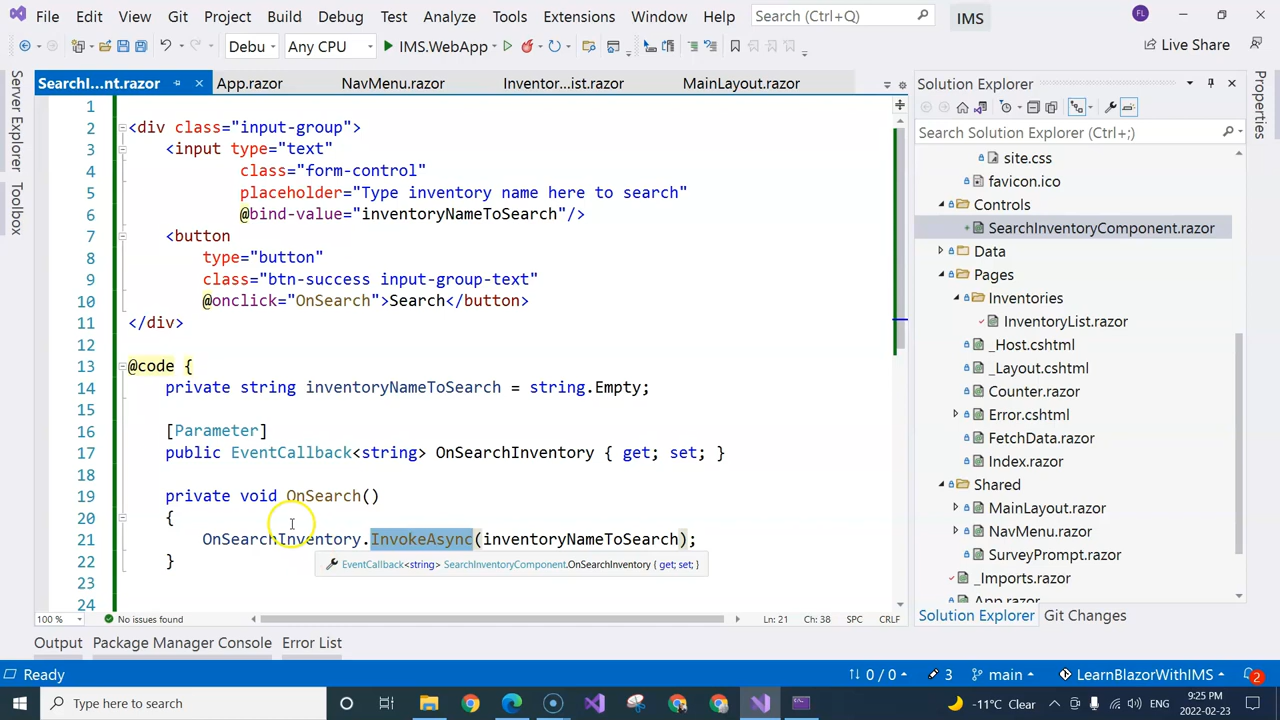 File Edit View Git Project Build Debug Test Analyze Tools Extensions Window Help Search (Ctrl+Q) IMS FL
Debu Any CPU IMS.WebApp Live Share
SearchI...nt.razor App.razor NavMenu.razor Inventor...ist.razor MainLayout.razor
Server Explorer
Toolbox
1
2 <div class="input-group">
3 <input type="text"
4 class="form-control"
5 placeholder="Type inventory name here to search"
6 @bind-value="inventoryNameToSearch"/>
7 <button
8 type="button"
9 class="btn-success input-group-text"
10 @onclick="OnSearch">Search</button>
11 </div>
12
13 @code {
14 private string inventoryNameToSearch = string.Empty;
15
16 [Parameter]
17 public EventCallback<string> OnSearchInventory { get; set; }
18
19 private void OnSearch()
20 {
21 OnSearchInventory.InvokeAsync(inventoryNameToSearch);
22 }
EventCallback<string> SearchInventoryComponent.OnSearchInventory { get; set; }
23
24
100 % No issues found Ln: 21 Ch: 38 SPC CRLF
Solution Explorer
Search Solution Explorer (Ctrl+;)
site.css
favicon.ico
Controls
SearchInventoryComponent.razor
Data
Pages
Inventories
InventoryList.razor
_Host.cshtml
_Layout.cshtml
Counter.razor
Error.cshtml
FetchData.razor
Index.razor
Shared
MainLayout.razor
NavMenu.razor
SurveyPrompt.razor
_Imports.razor
App.razor
Solution Explorer Git Changes
Properties
Output Package Manager Console Error List
Ready 0 / 0 3 main LearnBlazorWithIMS 2
Type here to search -11°C Clear ENG 9:25 PM
2022-02-23